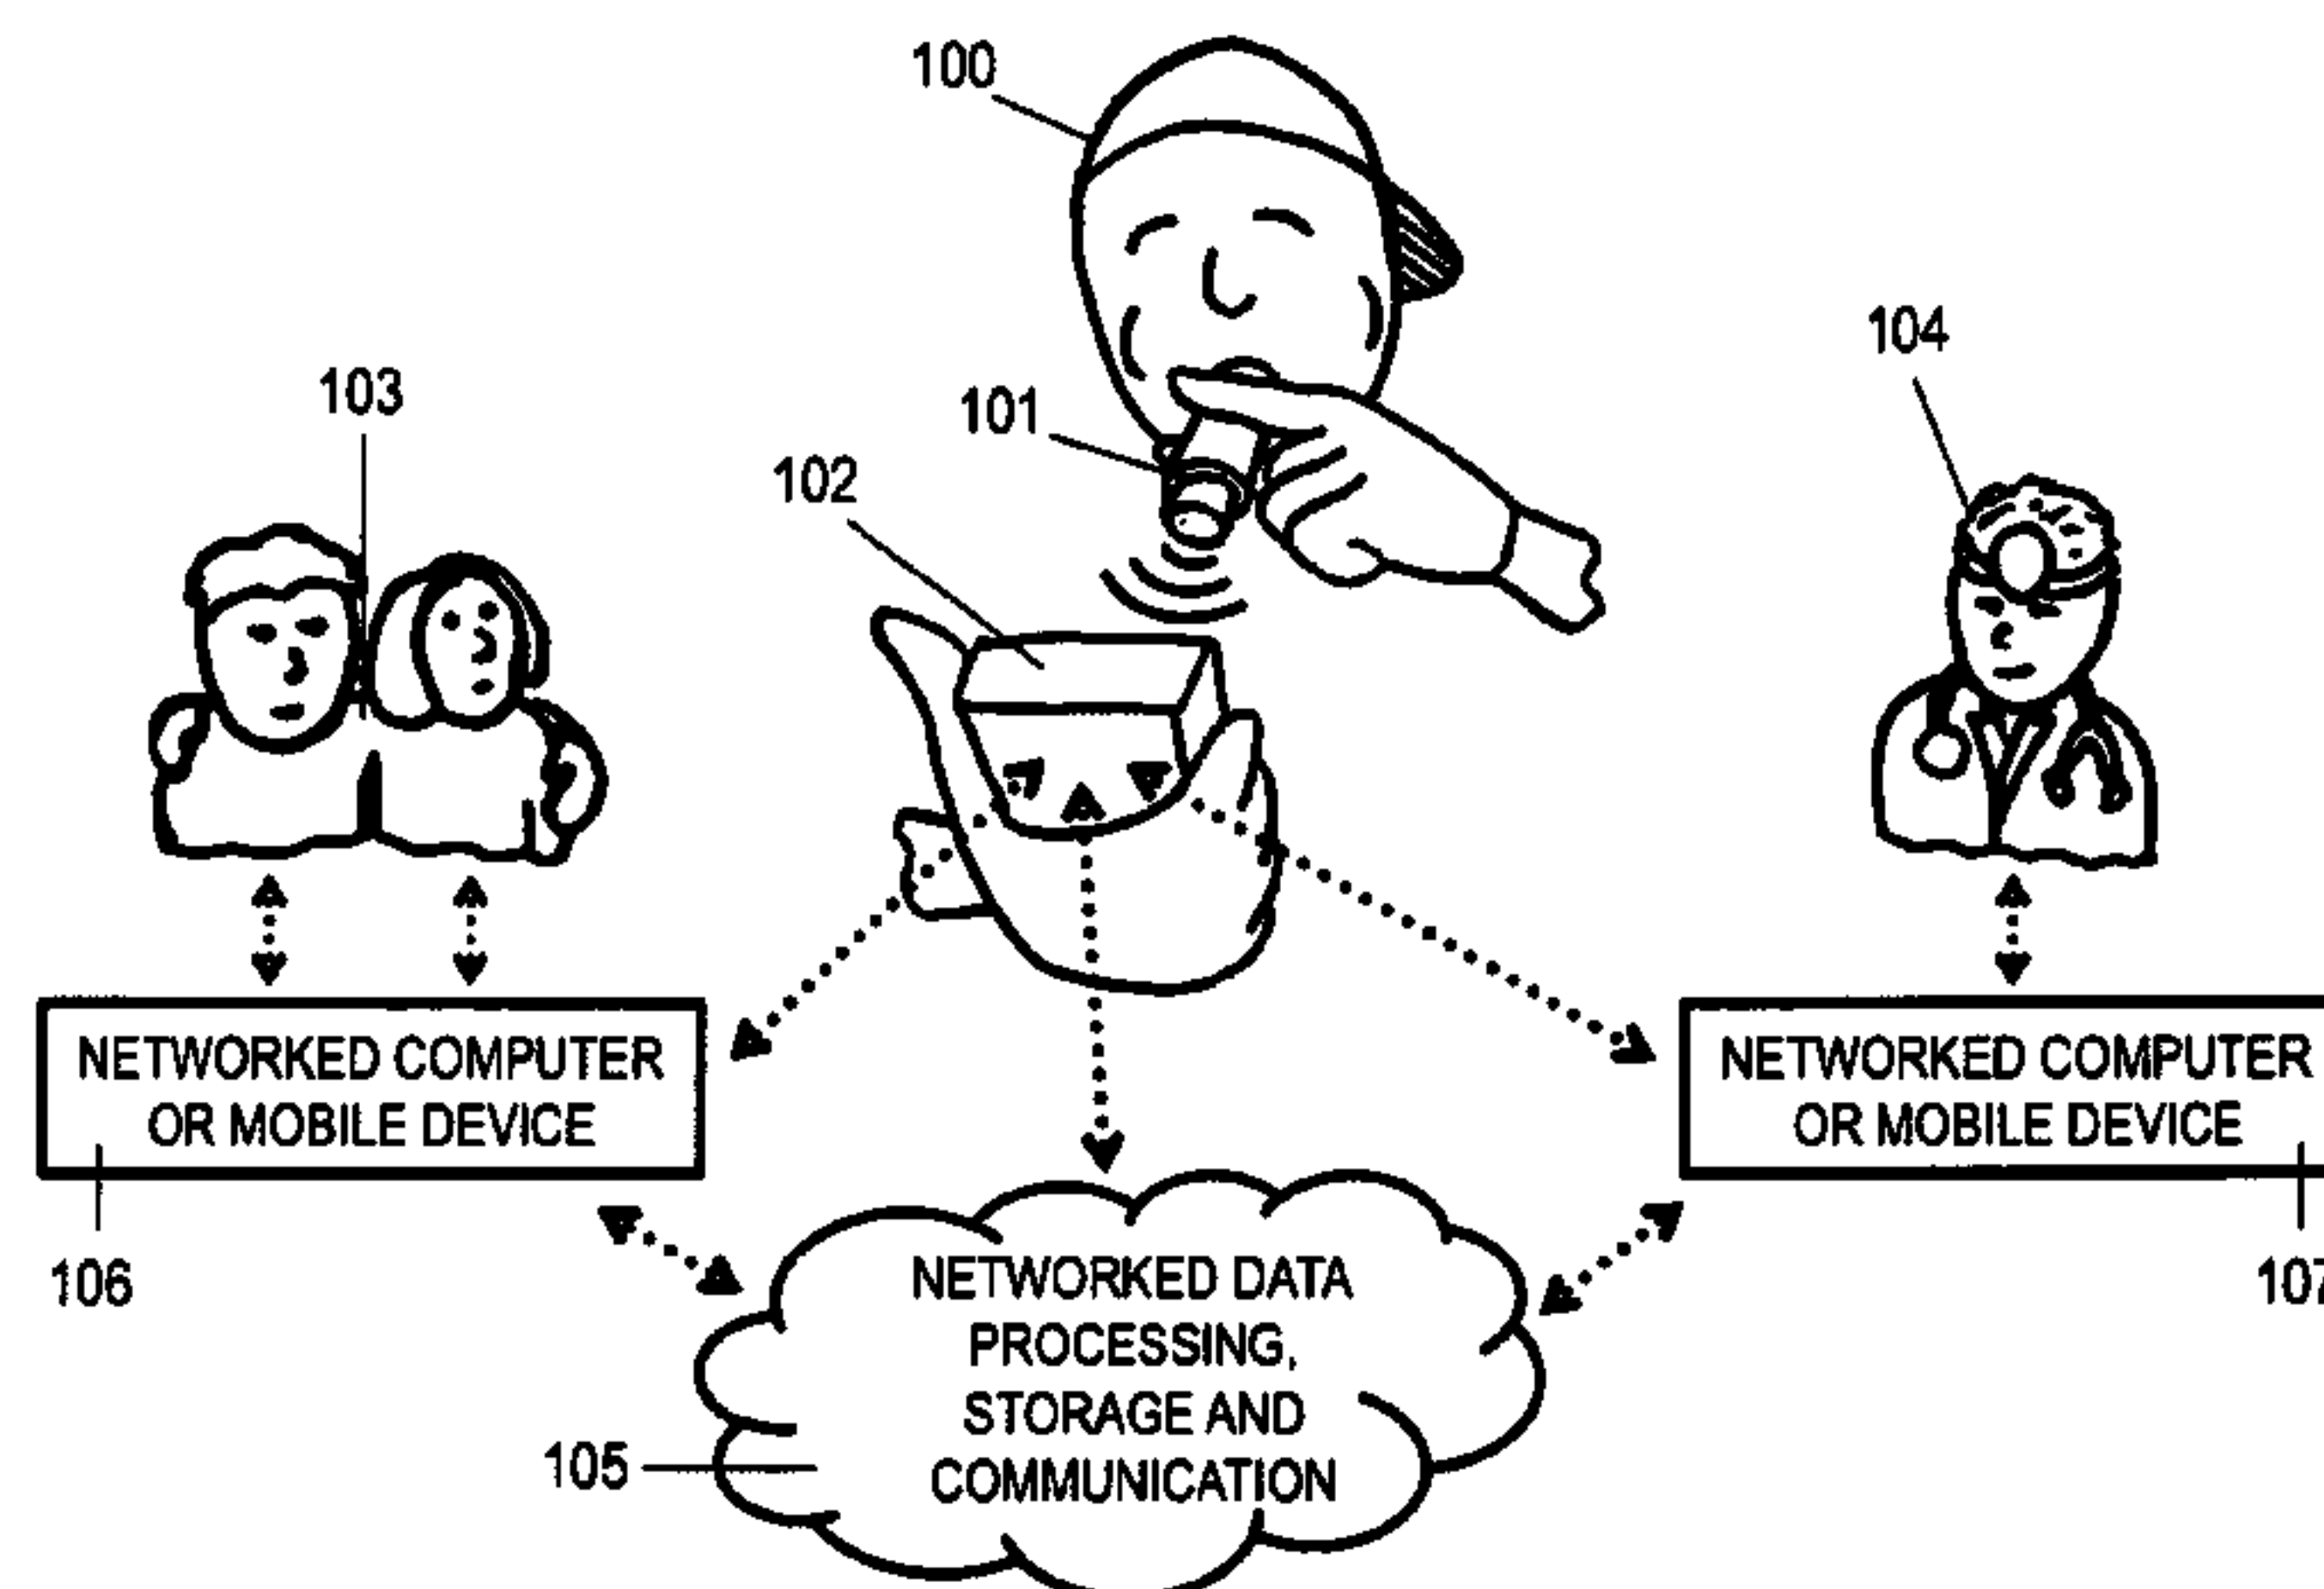 100
104
103
101
102
NETWORKED COMPUTER
OR MOBILE DEVICE
NETWORKED COMPUTER
OR MOBILE DEVICE
106
107
NETWORKED DATA
PROCESSING,
STORAGE AND
COMMUNICATION
105